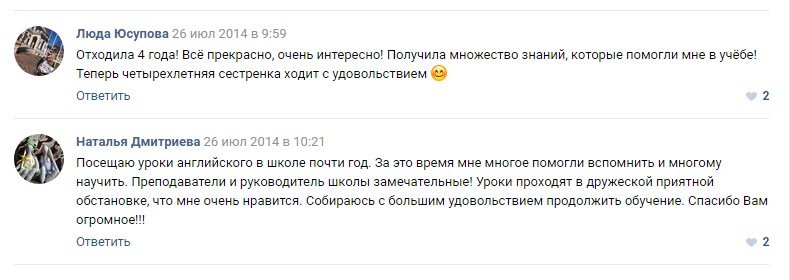 Люда Юсупова 26 июл 2014 в 9:59
Отходила 4 года! Всё прекрасно, очень интересно! Получила множество знаний, которые помогли мне в учёбе!
Теперь четырехлетняя сестренка ходит с удовольствием 😊
Ответить 2
Наталья Дмитриева 26 июл 2014 в 10:21
Посещаю уроки английского в школе почти год. За это время мне многое помогли вспомнить и многому
научить. Преподаватели и руководитель школы замечательные! Уроки проходят в дружеской приятной
обстановке, что мне очень нравится. Собираюсь с большим удовольствием продолжить обучение. Спасибо Вам
огромное!!!
Ответить 2